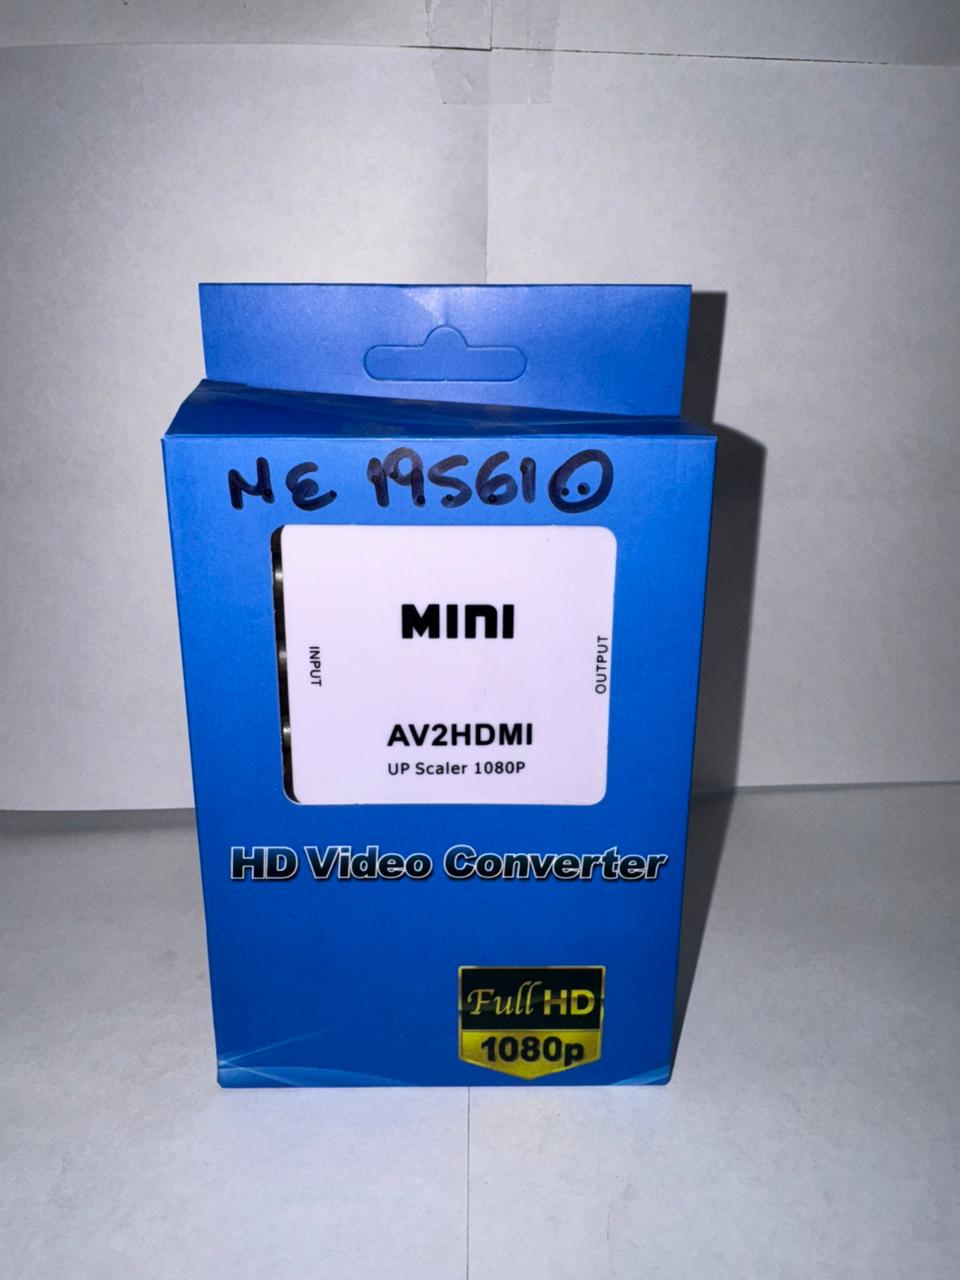 ME 195610
MINI
INPUT
OUTPUT
AV2HDMI
UP Scaler 1080P
HD Video Converter
Full HD
1080p